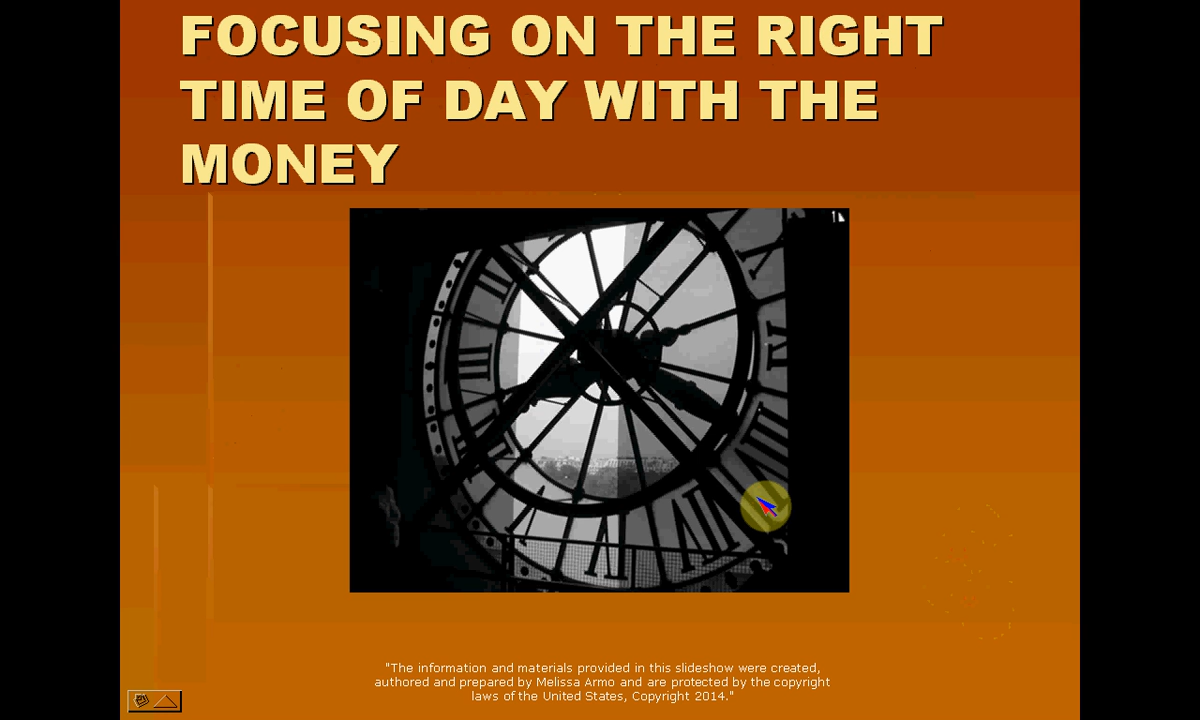 FOCUSING ON THE RIGHT
TIME OF DAY WITH THE
MONEY
"The information and materials provided in this slideshow were created,
authored and prepared by Melissa Armo and are protected by the copyright
laws of the United States, Copyright 2014."